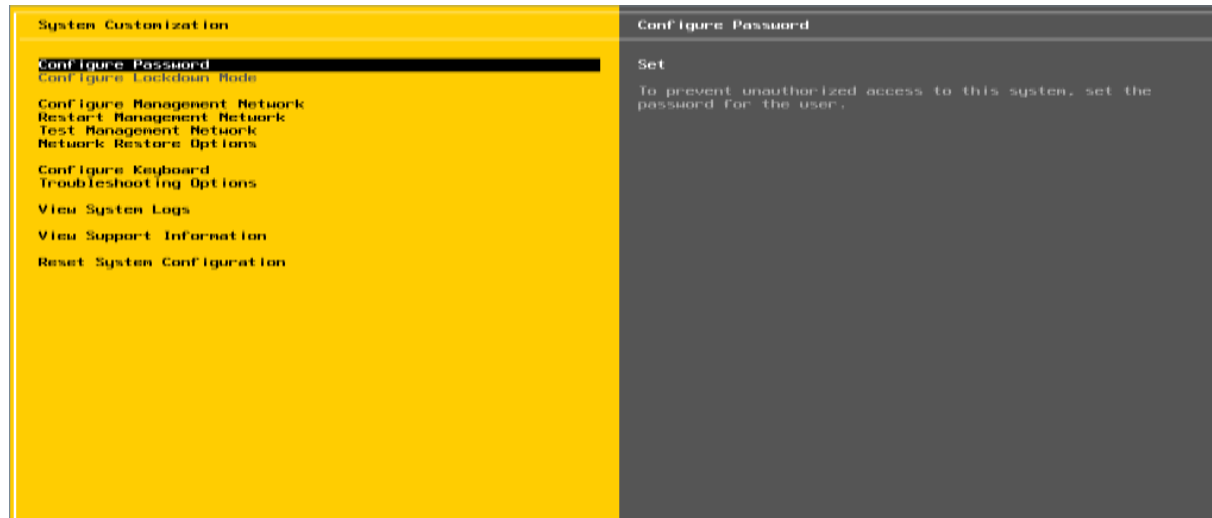 System Customization
Configure Password
Configure Lockdown Mode
Configure Management Network
Restart Management Network
Test Management Network
Network Restore Options
Configure Keyboard
Troubleshooting Options
View System Logs
View Support Information
Reset System Configuration
Configure Password
Set
To prevent unauthorized access to this system, set the
password for the user.